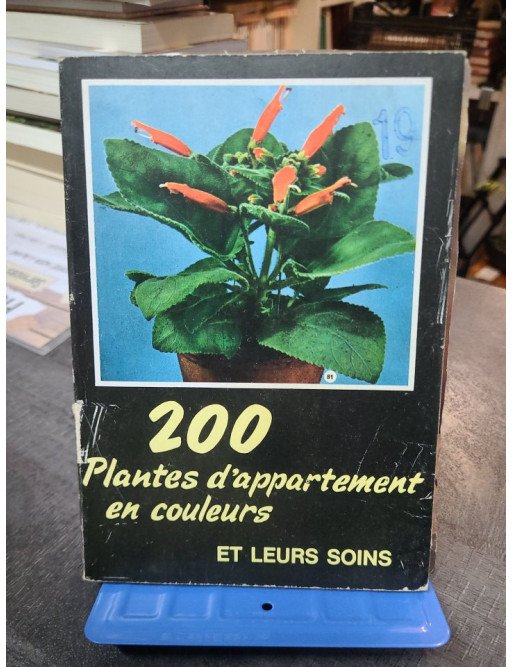 19
81
200
Plantes d'appartement
en couleurs
ET LEURS SOINS